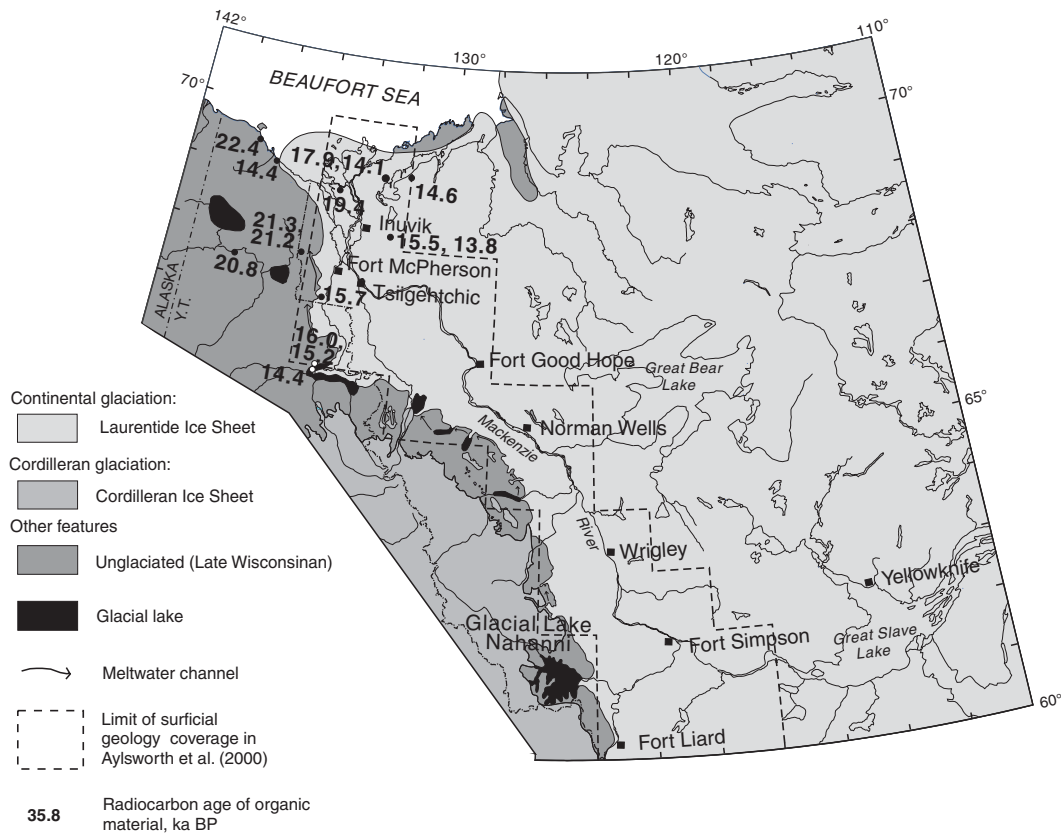 142°
110°
130°
120°
70°
BEAUFORT SEA
70°
22.4
14.4
17.9,14.1
14.6
19.4
Inuvik
21.3,
21.2
15.5, 13.8
20.8
Fort McPherson
Tsiigehtchic
15.7
ALASKA
Y.T.
16.0,
15.2
14.4
Fort Good Hope
Great Bear
Lake
65°
Norman Wells
Mackenzie
River
Wrigley
Yellowknife
Glacial Lake
Nahanni
Fort Simpson
Great Slave
Lake
60°
Fort Liard
Continental glaciation:
Laurentide Ice Sheet
Cordilleran glaciation:
Cordilleran Ice Sheet
Other features
Unglaciated (Late Wisconsinan)
Glacial lake
Meltwater channel
Limit of surficial
geology coverage in
Aylsworth et al. (2000)
35.8
Radiocarbon age of organic
material, ka BP